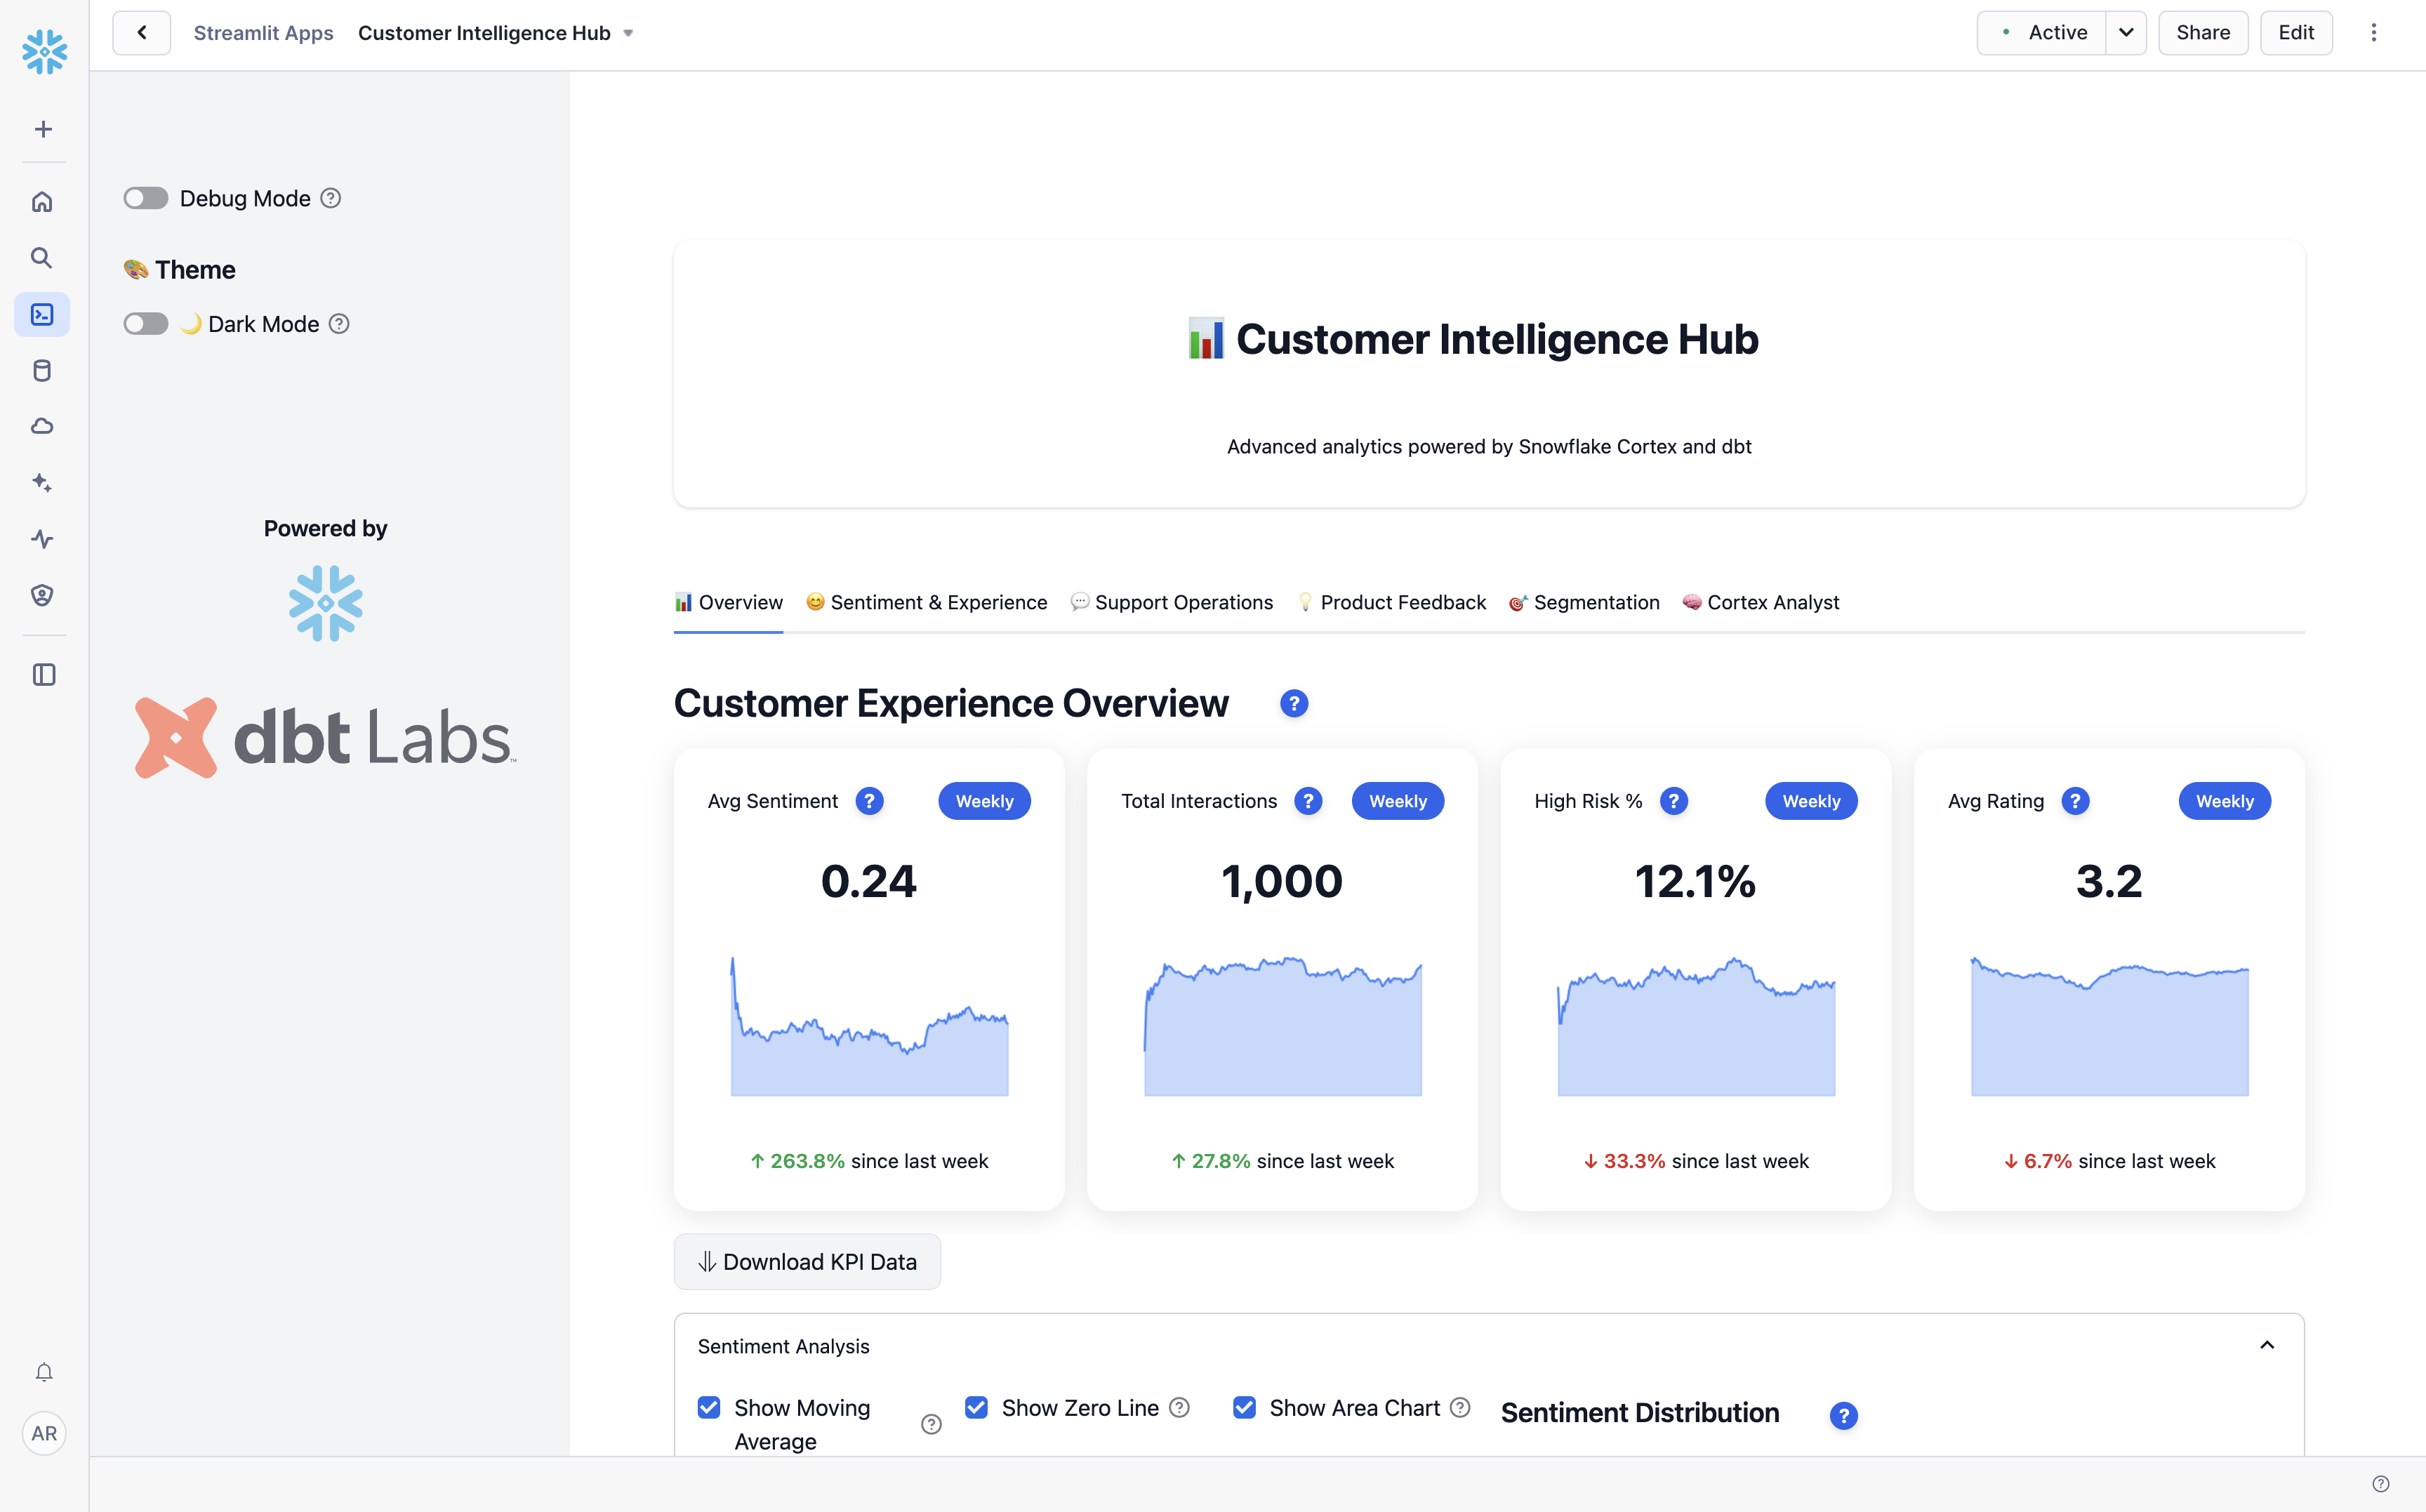 Streamlit Apps Customer Intelligence Hub
Active
Share
Edit
Debug Mode ?
🎨 Theme
🌙 Dark Mode ?
Powered by
dbt Labs™
📊 Customer Intelligence Hub
Advanced analytics powered by Snowflake Cortex and dbt
📊 Overview
😊 Sentiment & Experience
💬 Support Operations
💡 Product Feedback
🎯 Segmentation
🧠 Cortex Analyst
Customer Experience Overview ?
Avg Sentiment ? Weekly
0.24
↑ 263.8% since last week
Total Interactions ? Weekly
1,000
↑ 27.8% since last week
High Risk % ? Weekly
12.1%
↓ 33.3% since last week
Avg Rating ? Weekly
3.2
↓ 6.7% since last week
Download KPI Data
Sentiment Analysis
Show Moving
Average ?
Show Zero Line ?
Show Area Chart ?
Sentiment Distribution ?
AR
?